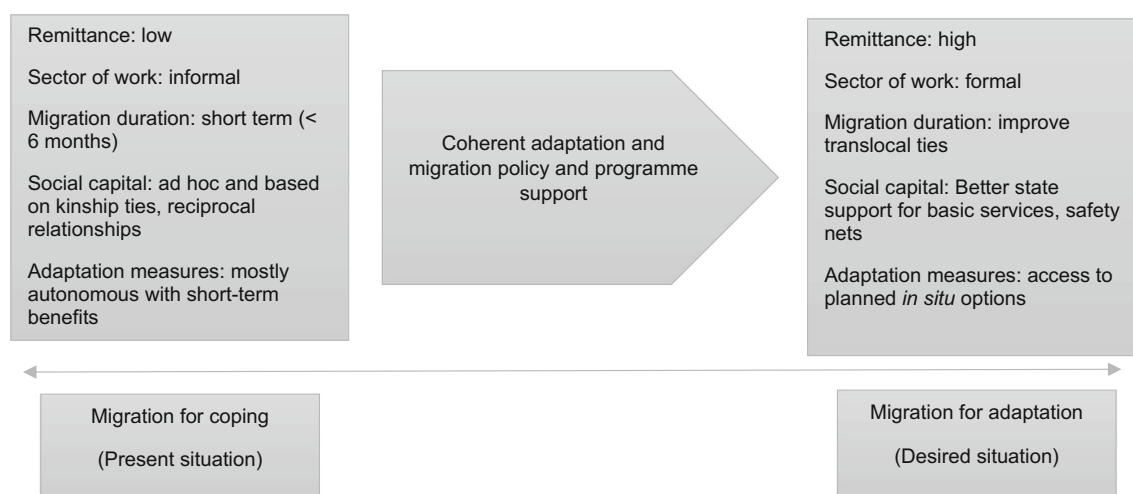 Remittance: low
Sector of work: informal
Migration duration: short term (<
6 months)
Social capital: ad hoc and based
on kinship ties, reciprocal
relationships
Adaptation measures: mostly
autonomous with short-term
benefits
Coherent adaptation and
migration policy and programme
support
Remittance: high
Sector of work: formal
Migration duration: improve
translocal ties
Social capital: Better state
support for basic services, safety
nets
Adaptation measures: access to
planned in situ options
Migration for coping
(Present situation)
Migration for adaptation
(Desired situation)